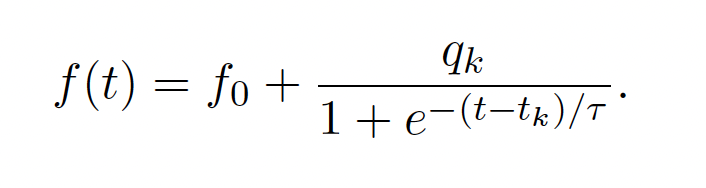 f(t) = f_0 + \frac{q_k}{1 + e^{-(t-t_k)/\tau}}.